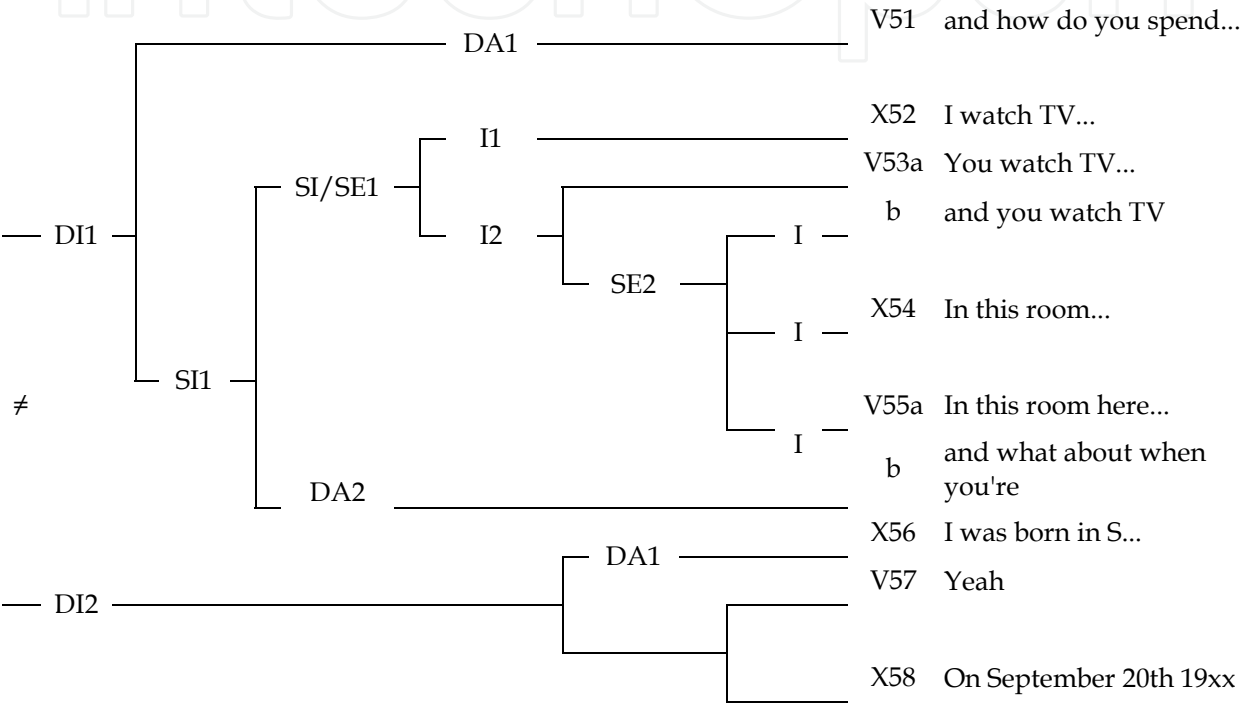 V51 and how do you spend...
DA1
X52 I watch TV...
I1
V53a You watch TV...
SI/SE1
b and you watch TV
DI1
I2
I
SE2
X54 In this room...
I
SI1
≠
V55a In this room here...
I
b and what about when
you're
DA2
X56 I was born in S...
DA1
V57 Yeah
DI2
X58 On September 20th 19xx